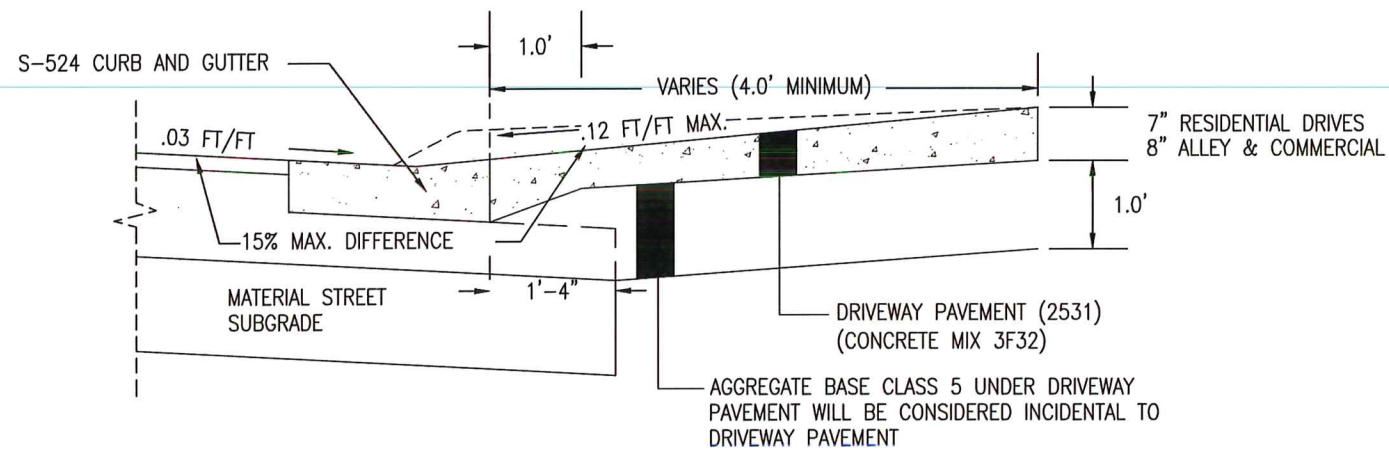 1.0'
S-524 CURB AND GUTTER
VARIES (4.0' MINIMUM)
.03 FT/FT
.12 FT/FT MAX.
7" RESIDENTIAL DRIVES
8" ALLEY & COMMERCIAL
1.0'
15% MAX. DIFFERENCE
1'-4"
MATERIAL STREET
SUBGRADE
DRIVEWAY PAVEMENT (2531)
(CONCRETE MIX 3F32)
AGGREGATE BASE CLASS 5 UNDER DRIVEWAY
PAVEMENT WILL BE CONSIDERED INCIDENTAL TO
DRIVEWAY PAVEMENT